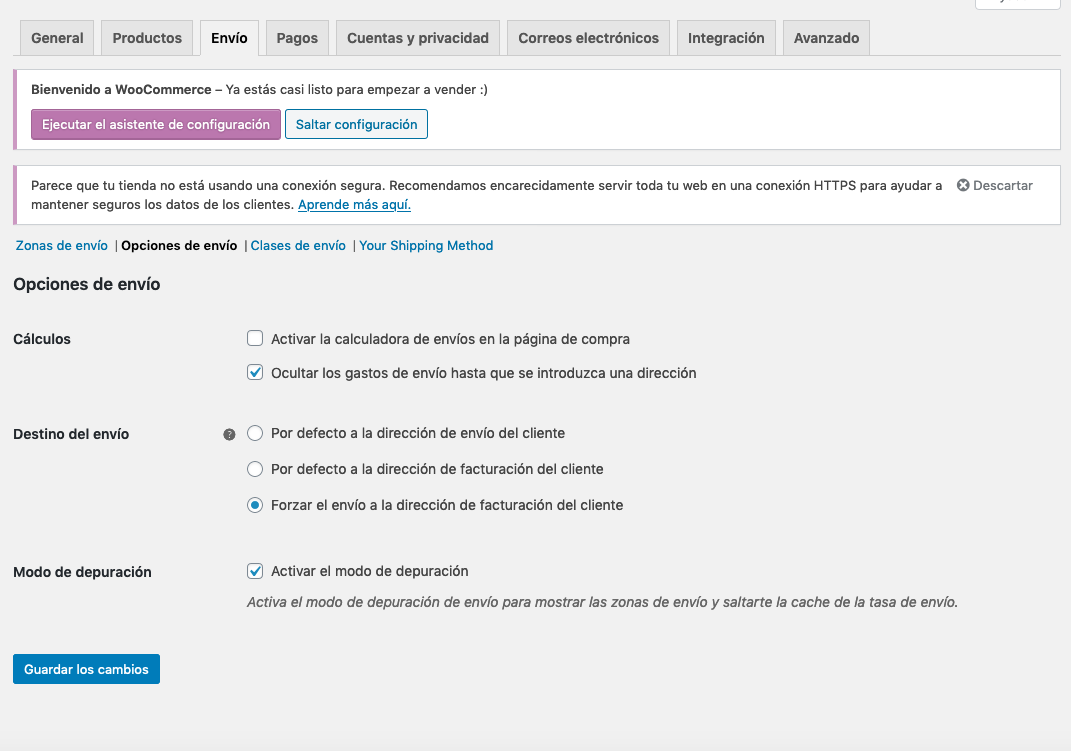 General Productos Envío Pagos Cuentas y privacidad Correos electrónicos Integración Avanzado
Bienvenido a WooCommerce – Ya estás casi listo para empezar a vender :)
Ejecutar el asistente de configuración Saltar configuración
Parece que tu tienda no está usando una conexión segura. Recomendamos encarecidamente servir toda tu web en una conexión HTTPS para ayudar a Descartar
mantener seguros los datos de los clientes. Aprende más aquí.
Zonas de envío | Opciones de envío | Clases de envío | Your Shipping Method
Opciones de envío
Cálculos Activar la calculadora de envíos en la página de compra
Ocultar los gastos de envío hasta que se introduzca una dirección
Destino del envío ? Por defecto a la dirección de envío del cliente
Por defecto a la dirección de facturación del cliente
Forzar el envío a la dirección de facturación del cliente
Modo de depuración Activar el modo de depuración
Activa el modo de depuración de envío para mostrar las zonas de envío y saltarte la cache de la tasa de envío.
Guardar los cambios